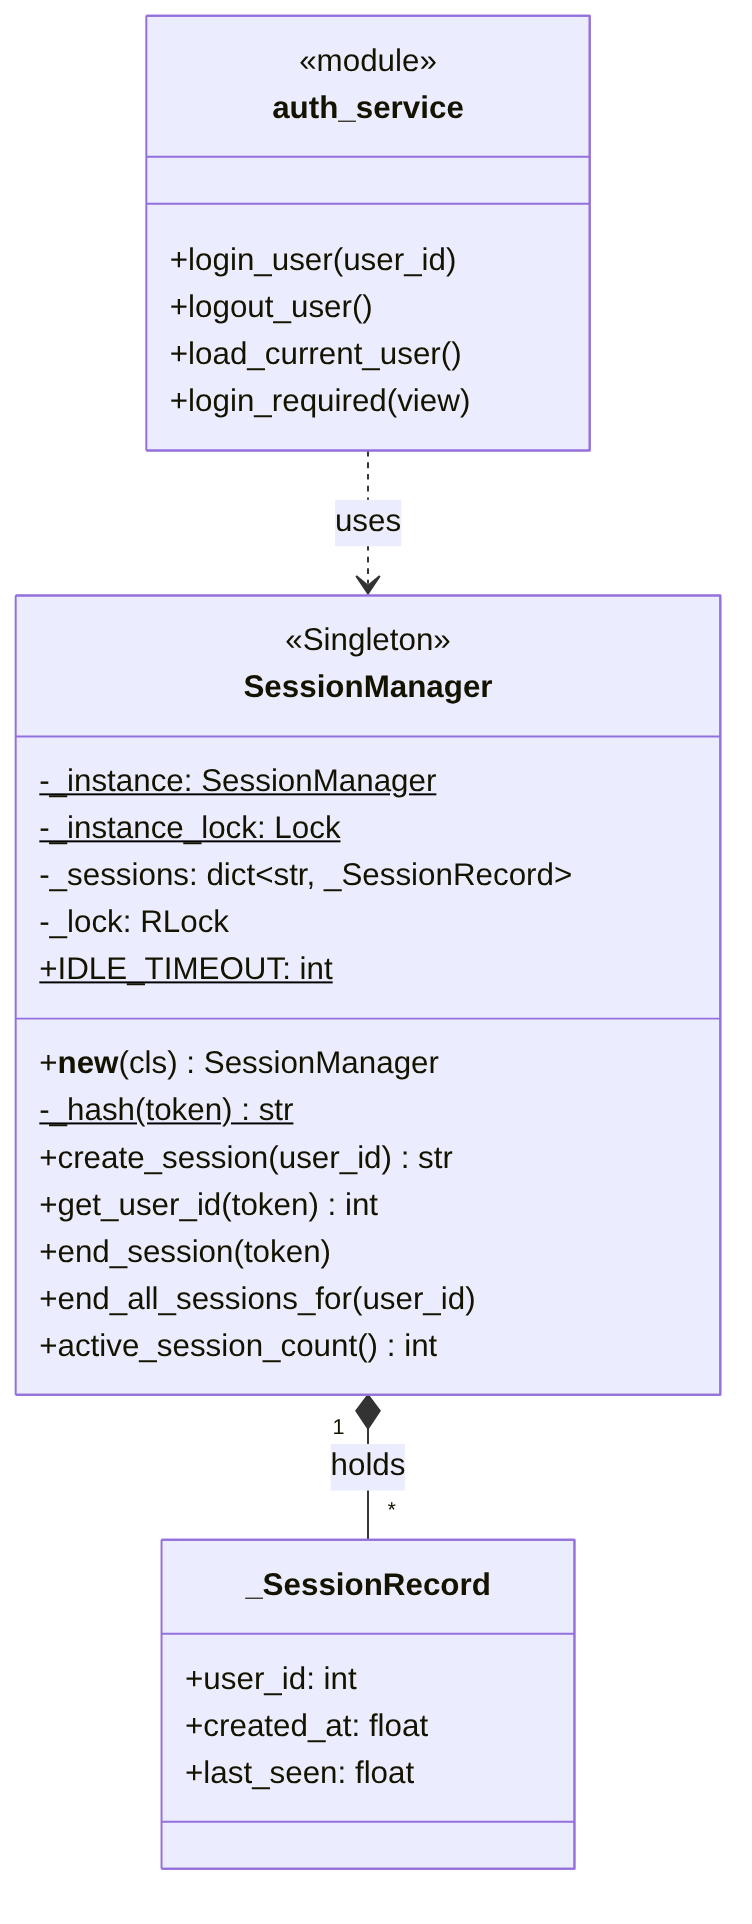 «module»
auth_service
+login_user(user_id)
+logout_user()
+load_current_user()
+login_required(view)
uses
«Singleton»
SessionManager
-_instance: SessionManager
-_instance_lock: Lock
-_sessions: dict<str, _SessionRecord>
-_lock: RLock
+IDLE_TIMEOUT: int
+new(cls) : SessionManager
-_hash(token) : str
+create_session(user_id) : str
+get_user_id(token) : int
+end_session(token)
+end_all_sessions_for(user_id)
+active_session_count() : int
1
holds
*
_SessionRecord
+user_id: int
+created_at: float
+last_seen: float